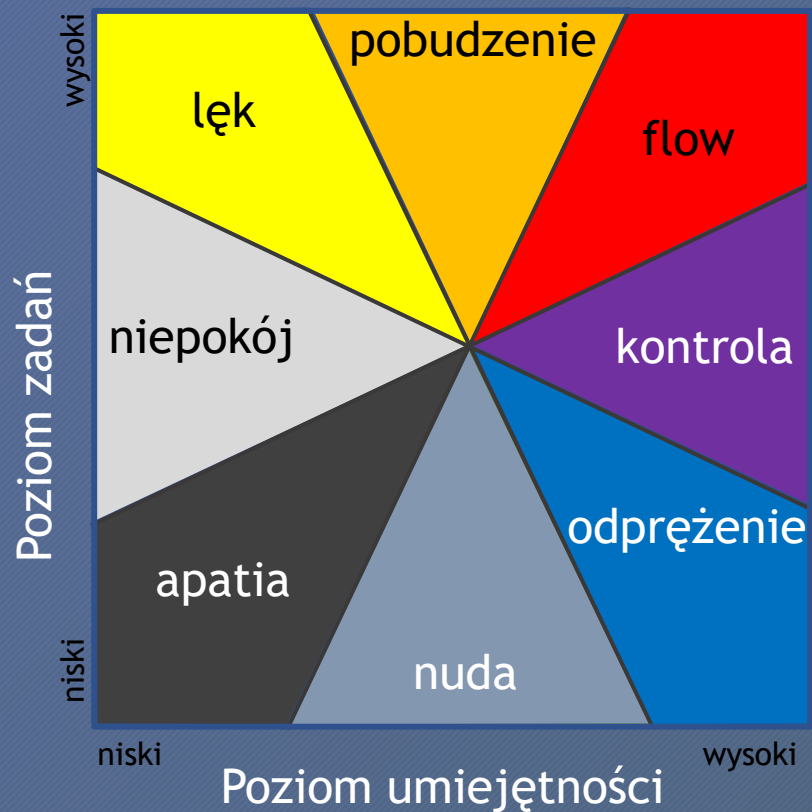 wysoki
pobudzenie
lęk
flow
niepokój
kontrola
Poziom zadań
odprężenie
apatia
nuda
niski
niski
wysoki
Poziom umiejętności